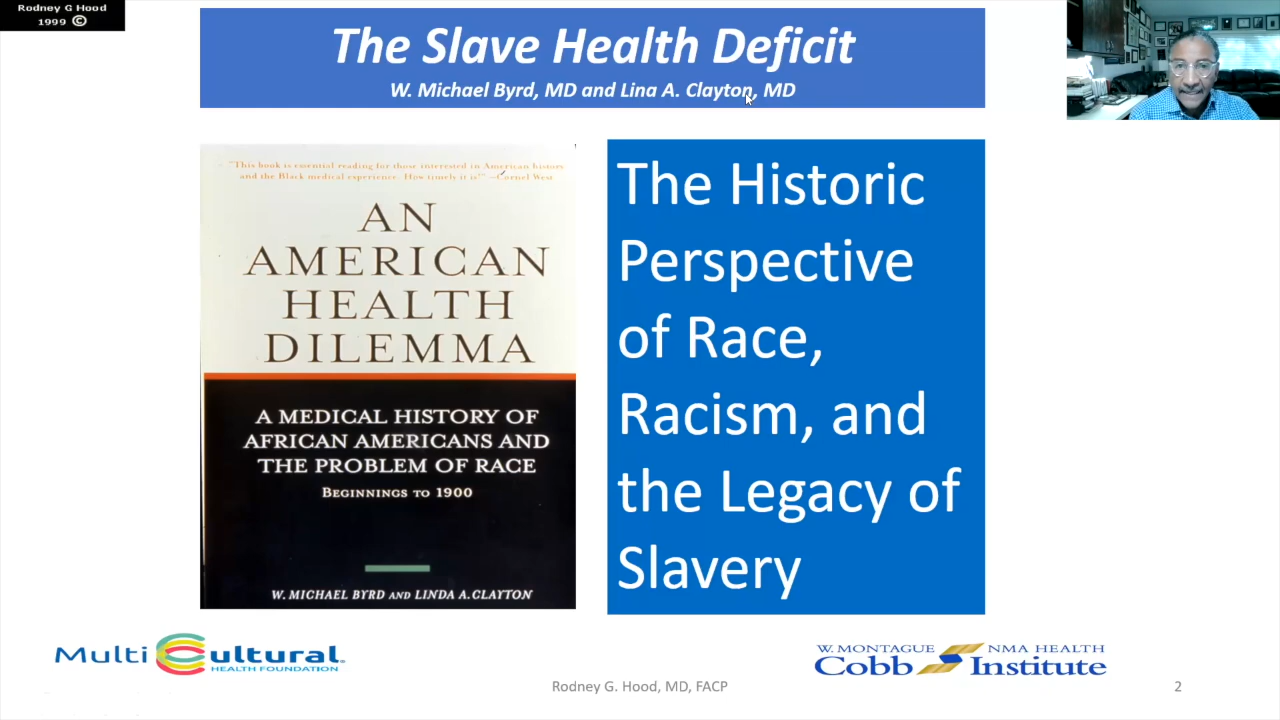 Rodney G Hood
1999 ©
The Slave Health Deficit
W. Michael Byrd, MD and Lina A. Clayton, MD
"This book is essential reading for those interested in American history
and the Black medical experience. How timely it is!" —Cornel West
AN
AMERICAN
HEALTH
DILEMMA
A MEDICAL HISTORY OF
AFRICAN AMERICANS AND
THE PROBLEM OF RACE
BEGINNINGS TO 1900
W. MICHAEL BYRD AND LINDA A. CLAYTON
The Historic
Perspective
of Race,
Racism, and
the Legacy of
Slavery
MultiCultural
HEALTH FOUNDATION
W. MONTAGUE NMA HEALTH
Cobb Institute
Rodney G. Hood, MD, FACP
2